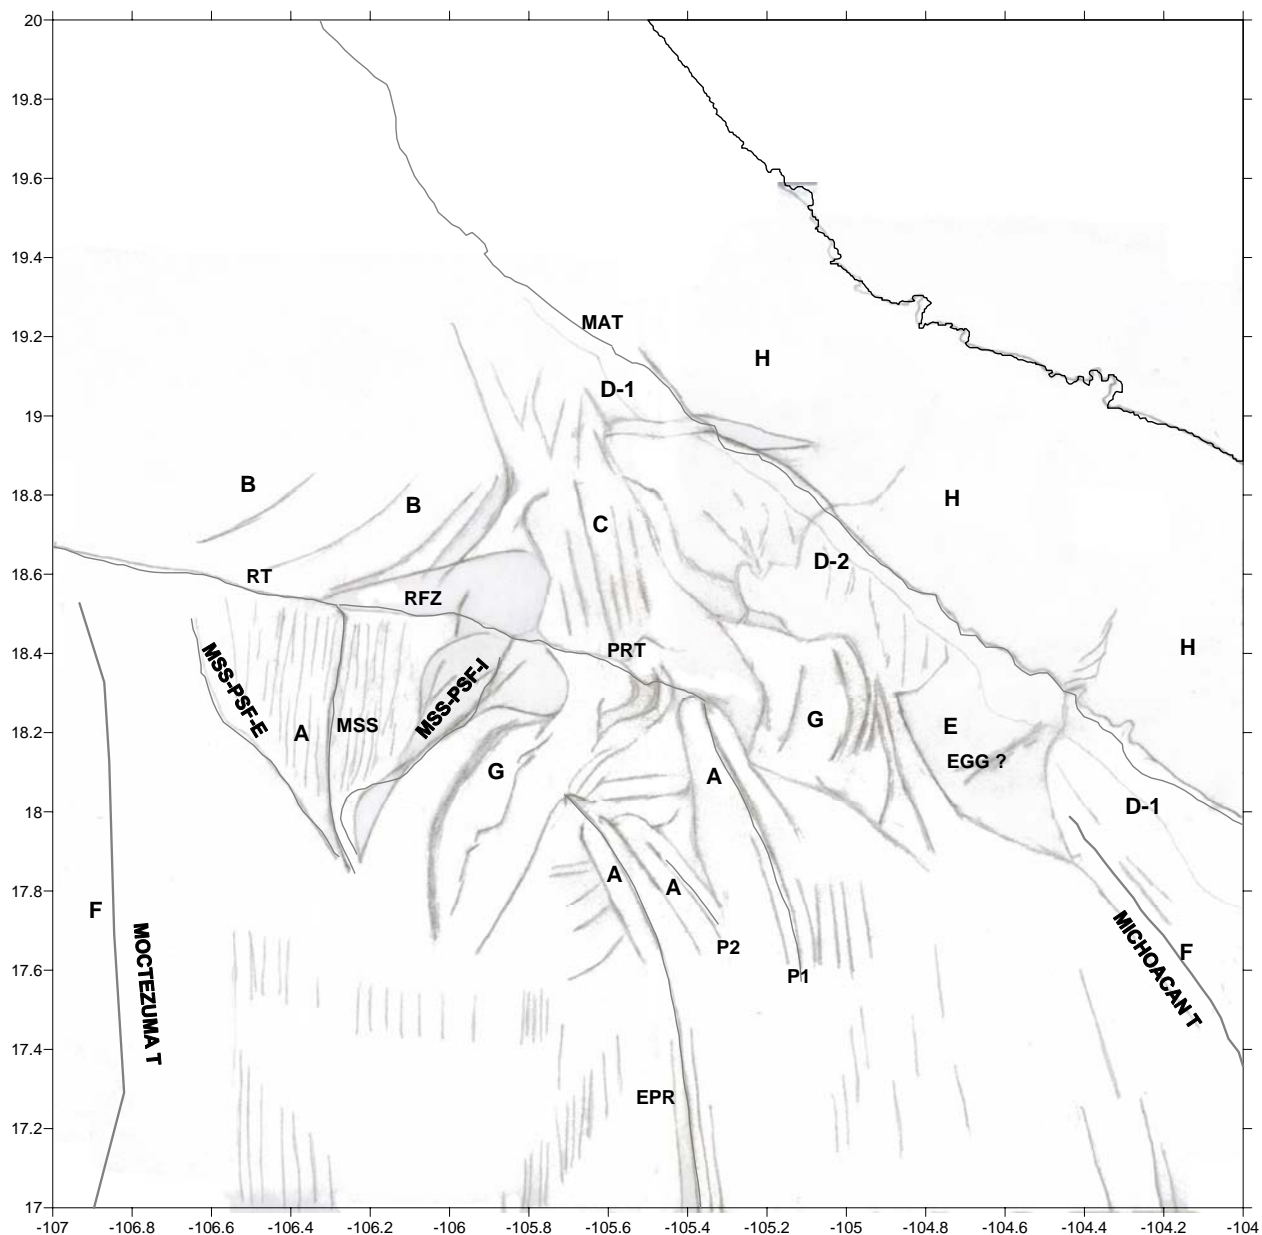 20
19.8
19.6
19.4
MAT
19.2
H
D-1
19
B
B
H
18.8
C
D-2
18.6
RT
RFZ
PRT
H
18.4
MSS-PSF-E
MSS-PSF-I
A
MSS
G
E
18.2
G
A
EGG ?
D-1
18
A
A
17.8
F
MOCTEZUMA T
P2
P1
MICHOACAN T
F
17.6
17.4
EPR
17.2
17
-107 -106.8 -106.6 -106.4 -106.2 -106 -105.8 -105.6 -105.4 -105.2 -105 -104.8 -104.6 -104.4 -104.2 -104